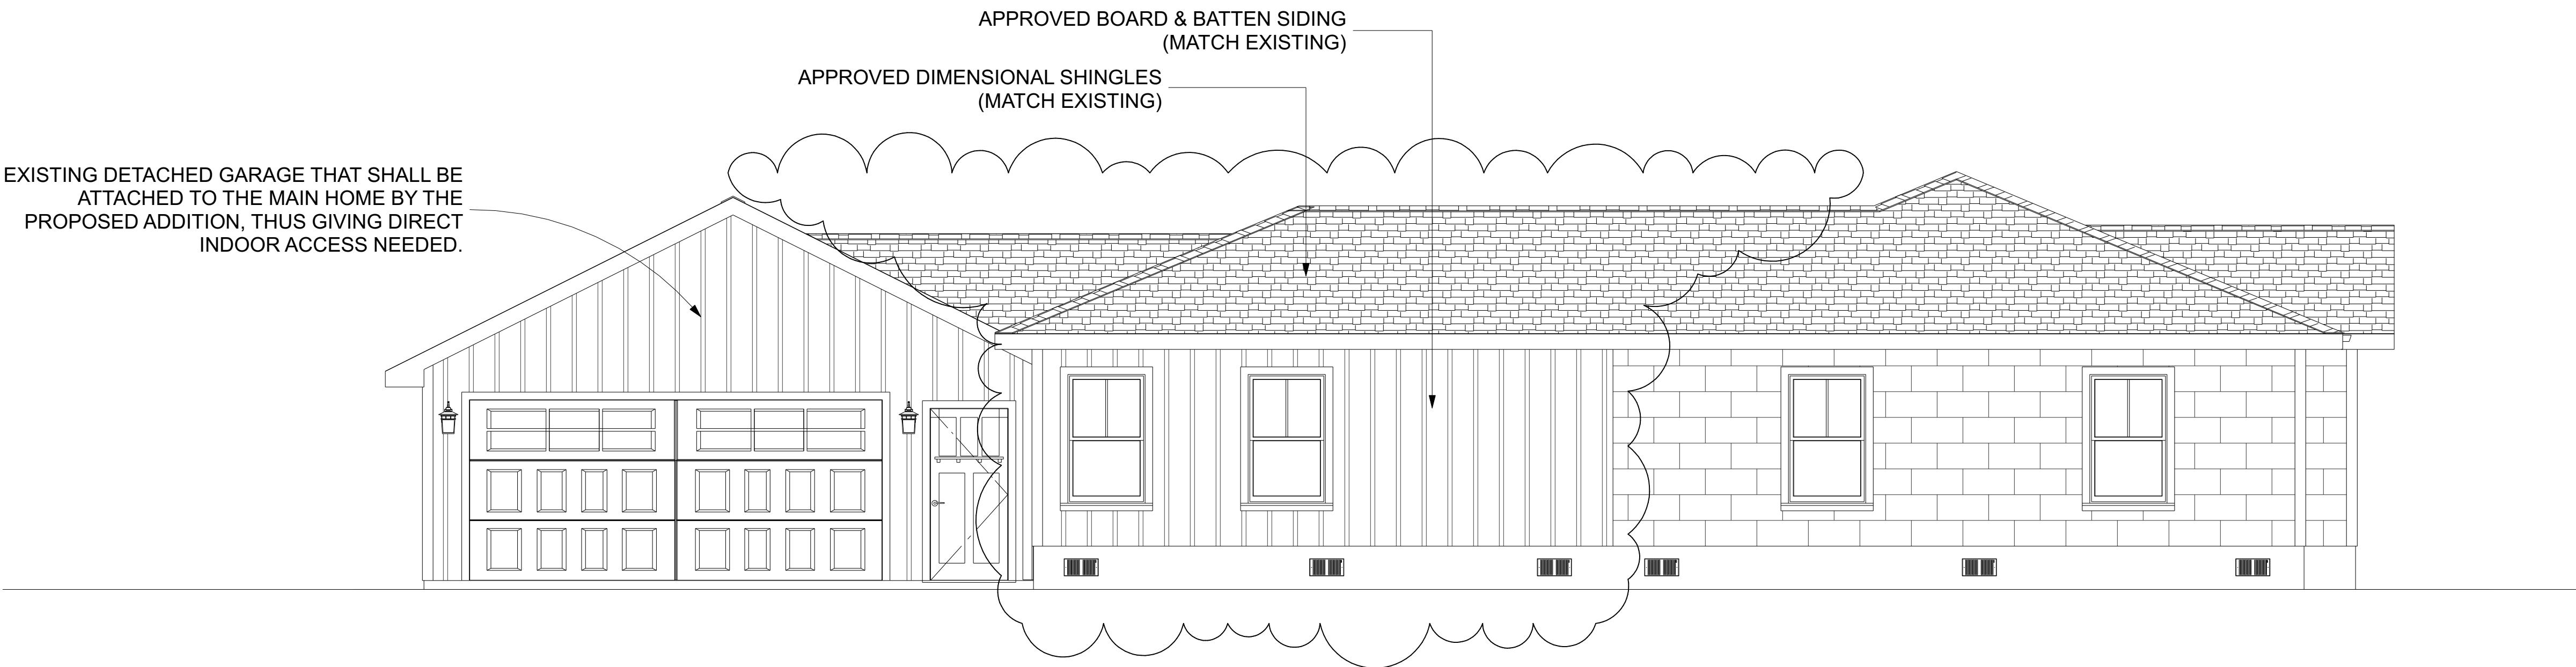 APPROVED BOARD & BATTEN SIDING
(MATCH EXISTING)
APPROVED DIMENSIONAL SHINGLES
(MATCH EXISTING)
EXISTING DETACHED GARAGE THAT SHALL BE
ATTACHED TO THE MAIN HOME BY THE
PROPOSED ADDITION, THUS GIVING DIRECT
INDOOR ACCESS NEEDED.